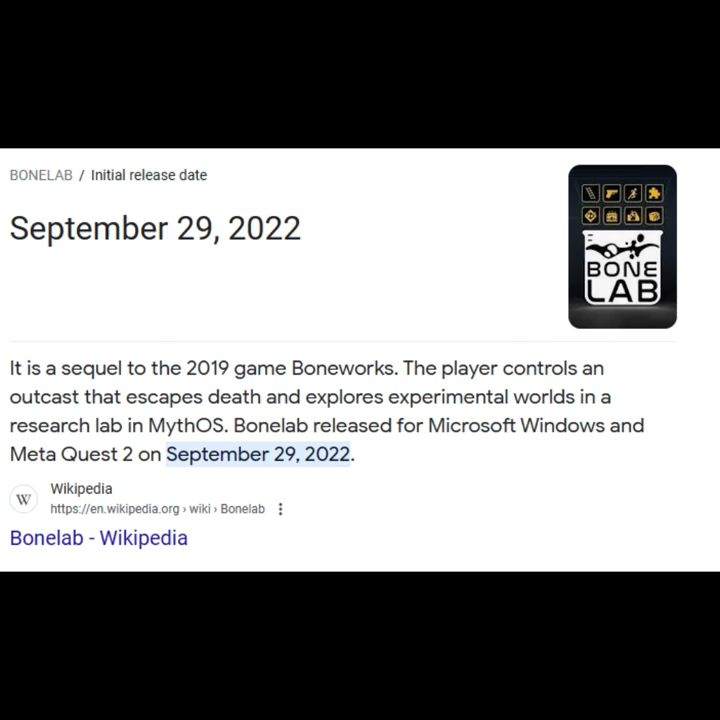 BONELAB / Initial release date
September 29, 2022
BONE
LAB
It is a sequel to the 2019 game Boneworks. The player controls an
outcast that escapes death and explores experimental worlds in a
research lab in MythOS. Bonelab released for Microsoft Windows and
Meta Quest 2 on September 29, 2022.
W
Wikipedia
https://en.wikipedia.org › wiki › Bonelab
Bonelab - Wikipedia